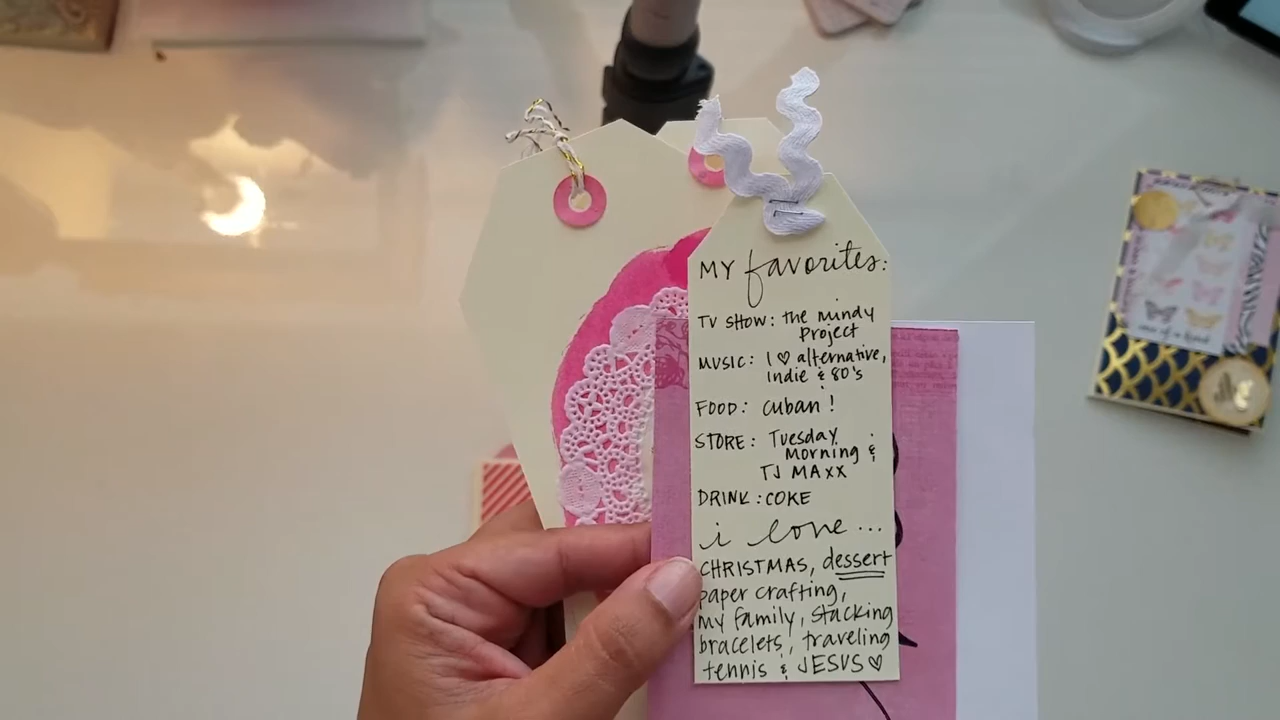 MY favorites:
TV SHOW: the mindy
Project
MUSIC: I ♡ alternative,
Indie & 80's
FOOD: Cuban!
STORE: Tuesday
Morning &
TJ MAXX
DRINK: COKE
i love...
CHRISTMAS, dessert
paper crafting,
my family, stacking
bracelets, traveling
tennis & JESUS ♡